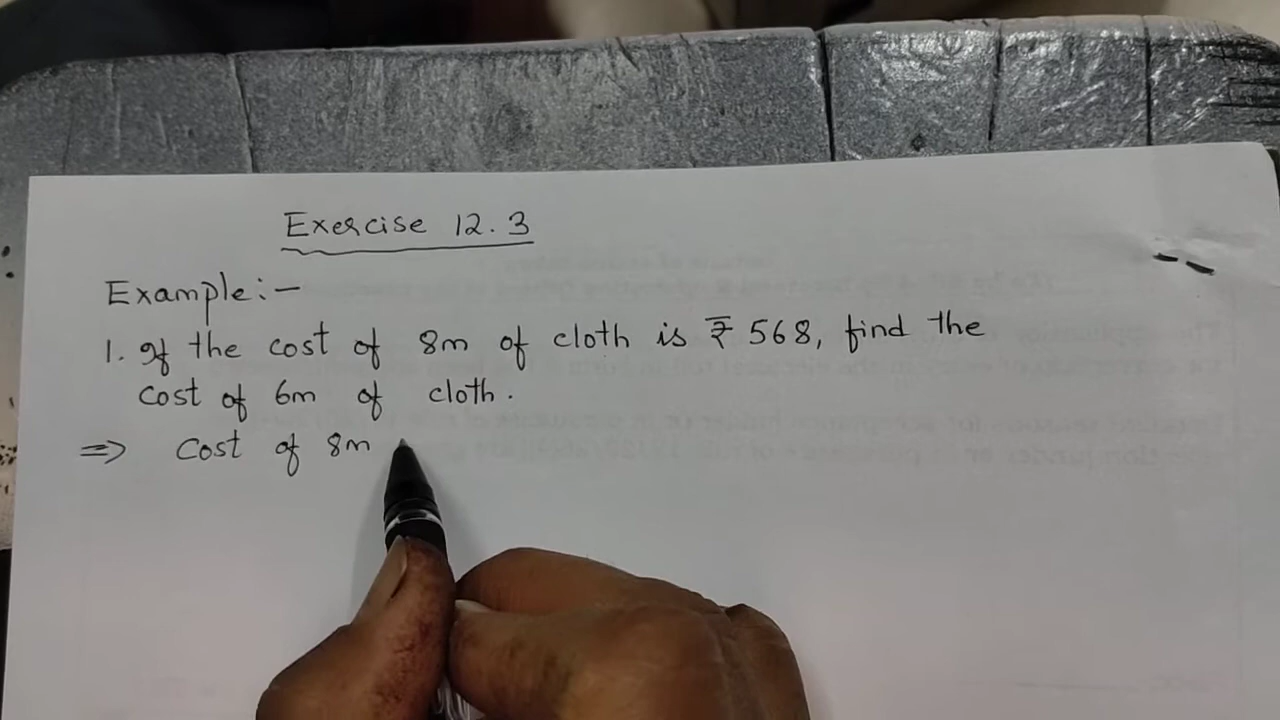 Exercise 12.3
Example:-
1. If the cost of 8m of cloth is ₹ 568, find the
cost of 6m of cloth.
⇒ Cost of 8m